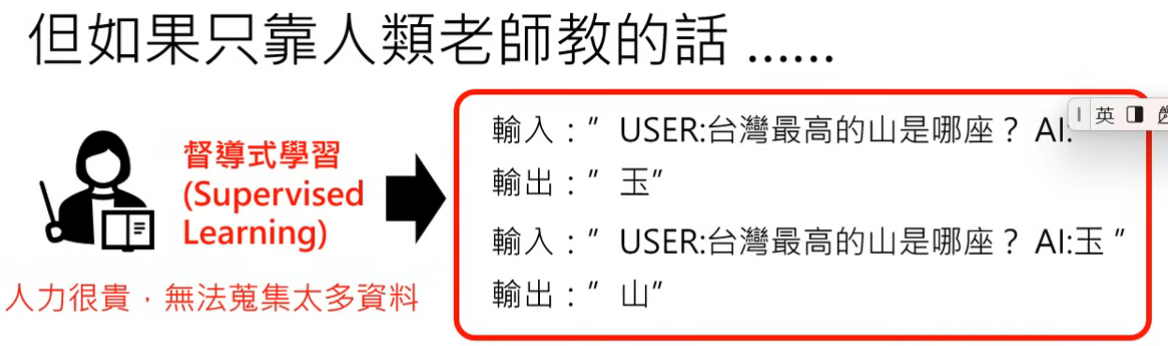 但如果只靠人類老師教的話 ......
督導式學習
(Supervised
Learning)
人力很貴，無法蒐集太多資料
輸入：” USER:台灣最高的山是哪座？ AI:
輸出：” 玉”
輸入：” USER:台灣最高的山是哪座？ AI:玉 ”
輸出：” 山”
英